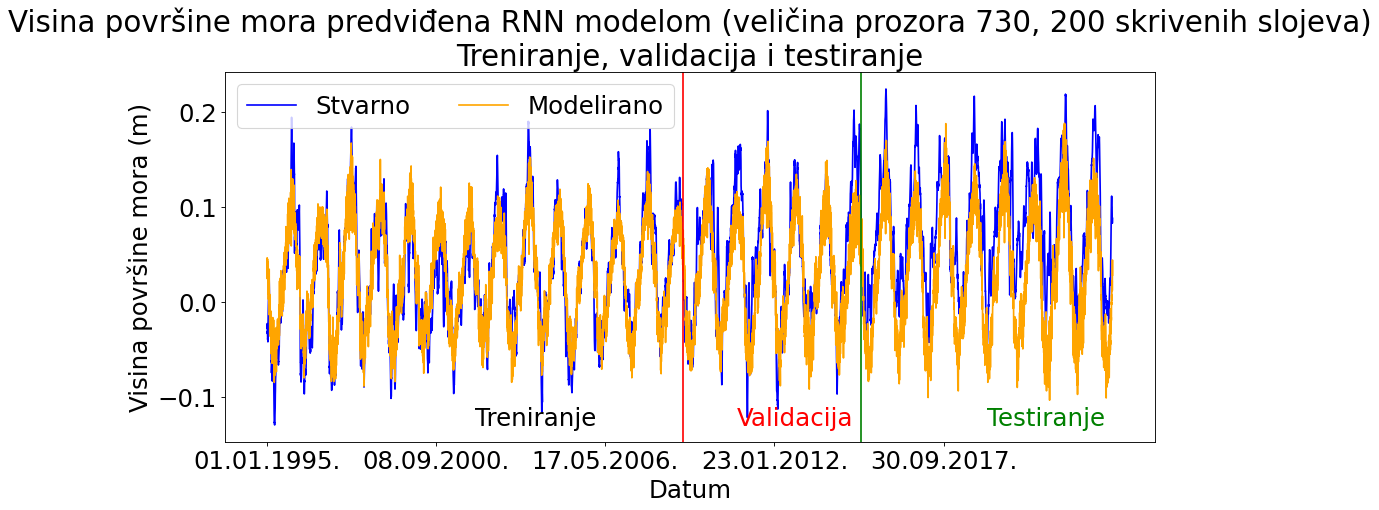 Visina površine mora predviđena RNN modelom (veličina prozora 730, 200 skrivenih slojeva)
Treniranje, validacija i testiranje
Stvarno
Modelirano
Visina površine mora (m)
0.2
0.1
0.0
−0.1
Treniranje
Validacija
Testiranje
01.01.1995.
08.09.2000.
17.05.2006.
23.01.2012.
30.09.2017.
Datum